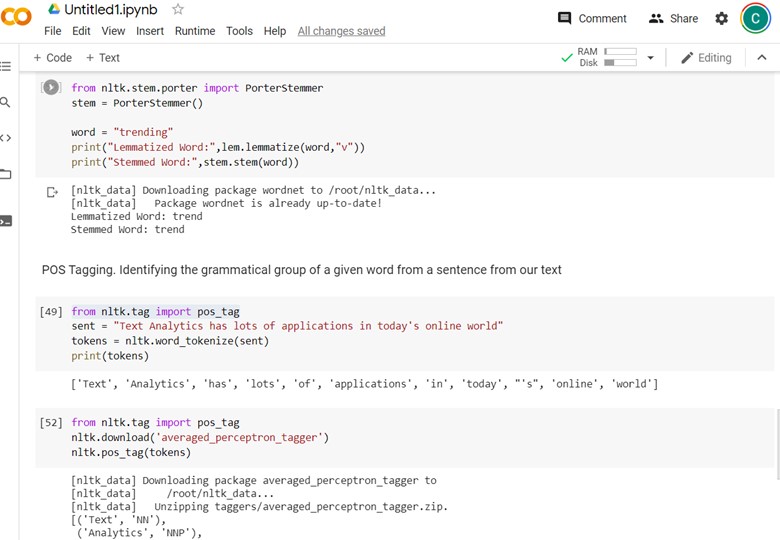 Untitled1.ipynb
Comment Share C
File Edit View Insert Runtime Tools Help All changes saved
+ Code + Text RAM Disk Editing
from nltk.stem.porter import PorterStemmer
stem = PorterStemmer()
word = "trending"
print("Lemmatized Word:",lem.lemmatize(word,"v"))
print("Stemmed Word:",stem.stem(word))
[nltk_data] Downloading package wordnet to /root/nltk_data...
[nltk_data]   Package wordnet is already up-to-date!
Lemmatized Word: trend
Stemmed Word: trend
POS Tagging. Identifying the grammatical group of a given word from a sentence from our text
[49] from nltk.tag import pos_tag
sent = "Text Analytics has lots of applications in today's online world"
tokens = nltk.word_tokenize(sent)
print(tokens)
['Text', 'Analytics', 'has', 'lots', 'of', 'applications', 'in', 'today', "'s", 'online', 'world']
[52] from nltk.tag import pos_tag
nltk.download('averaged_perceptron_tagger')
nltk.pos_tag(tokens)
[nltk_data] Downloading package averaged_perceptron_tagger to
[nltk_data]     /root/nltk_data...
[nltk_data]   Unzipping taggers/averaged_perceptron_tagger.zip.
[('Text', 'NN'),
('Analytics', 'NNP'),